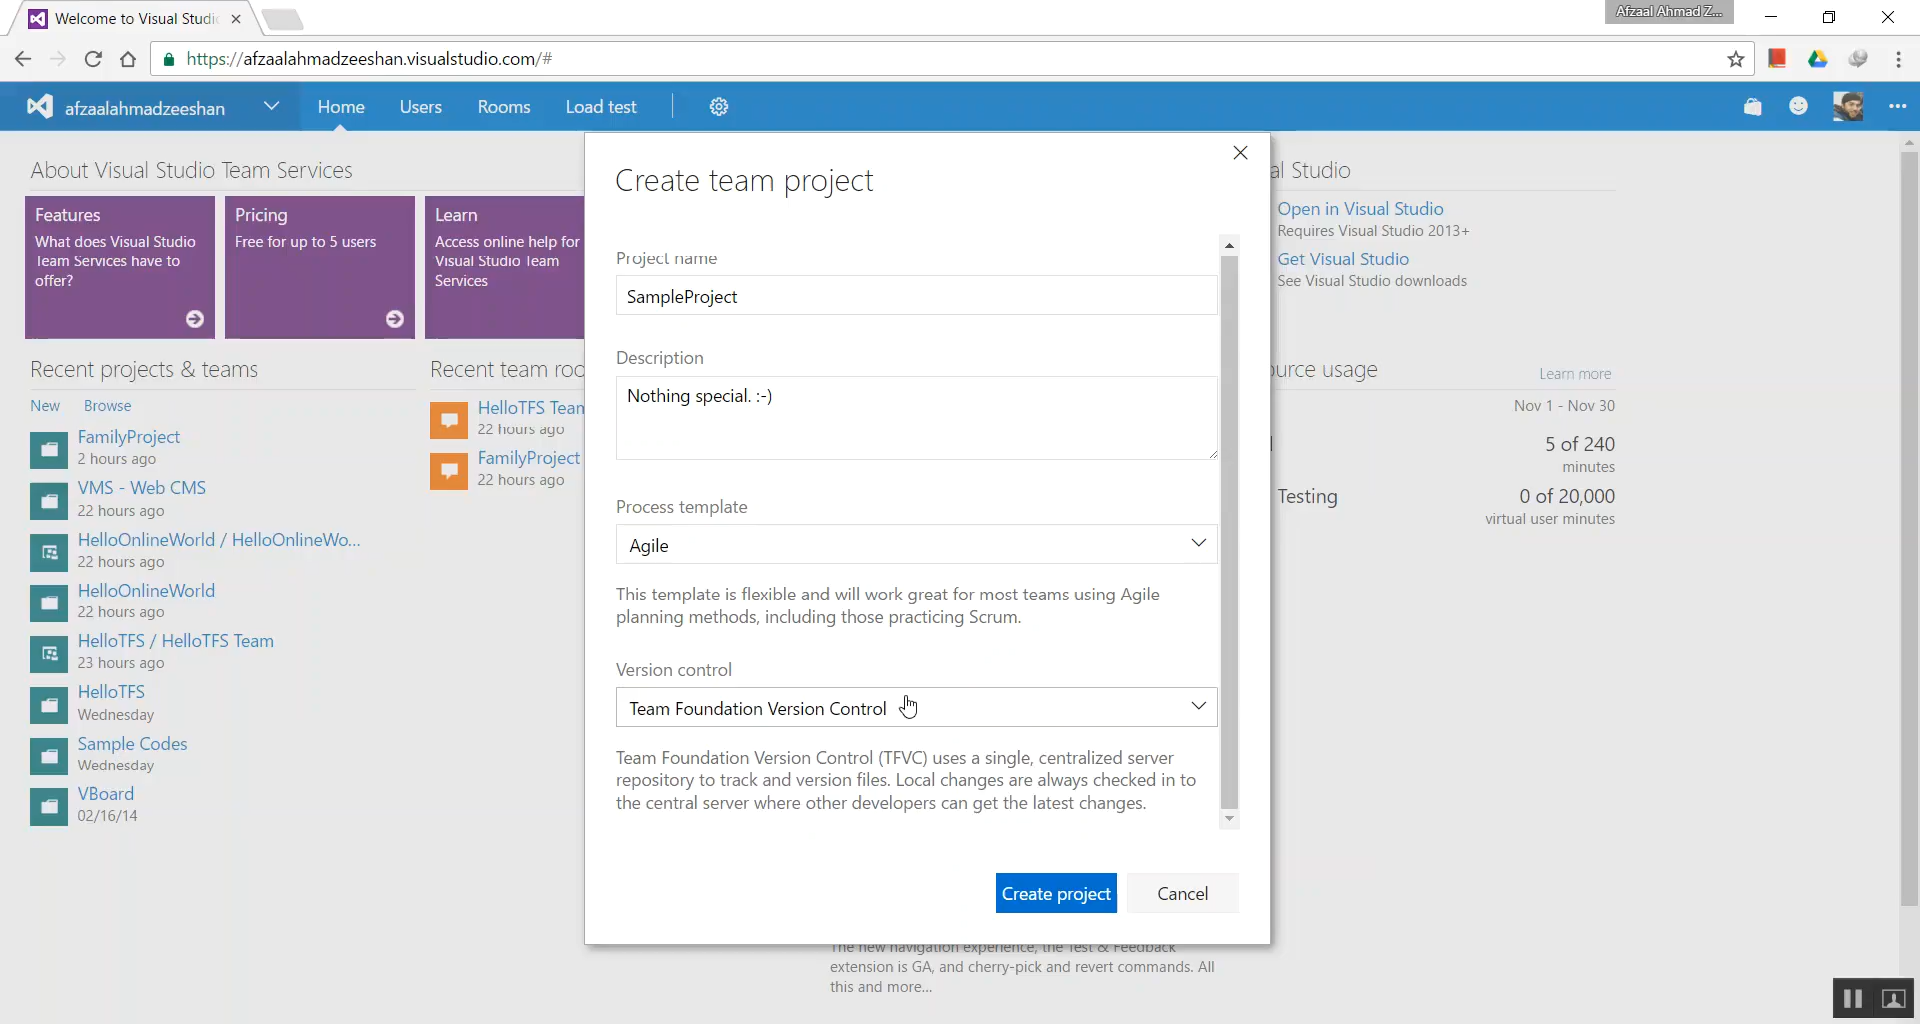 Welcome to Visual Studi
Afzaal Ahmad Z...
https://afzaalahmadzeeshan.visualstudio.com/#
afzaalahmadzeeshan
Home
Users
Rooms
Load test
About Visual Studio Team Services
Features
What does Visual Studio
Team Services have to
offer?
Pricing
Free for up to 5 users
Learn
Access online help for
Visual Studio Team
Services
Recent projects & teams
New
Browse
FamilyProject
2 hours ago
VMS - Web CMS
22 hours ago
HelloOnlineWorld / HelloOnlineWo...
22 hours ago
HelloOnlineWorld
22 hours ago
HelloTFS / HelloTFS Team
23 hours ago
HelloTFS
Wednesday
Sample Codes
Wednesday
VBoard
02/16/14
Recent team roo
HelloTFS Team
22 hours ago
FamilyProject
22 hours ago
Create team project
Project name
SampleProject
Description
Nothing special. :-)
Process template
Agile
This template is flexible and will work great for most teams using Agile
planning methods, including those practicing Scrum.
Version control
Team Foundation Version Control
Team Foundation Version Control (TFVC) uses a single, centralized server
repository to track and version files. Local changes are always checked in to
the central server where other developers can get the latest changes.
Create project
Cancel
al Studio
Open in Visual Studio
Requires Visual Studio 2013+
Get Visual Studio
See Visual Studio downloads
ource usage
Learn more
Nov 1 - Nov 30
5 of 240
minutes
Testing
0 of 20,000
virtual user minutes
The new navigation experience, the Test & Feedback
extension is GA, and cherry-pick and revert commands. All
this and more...